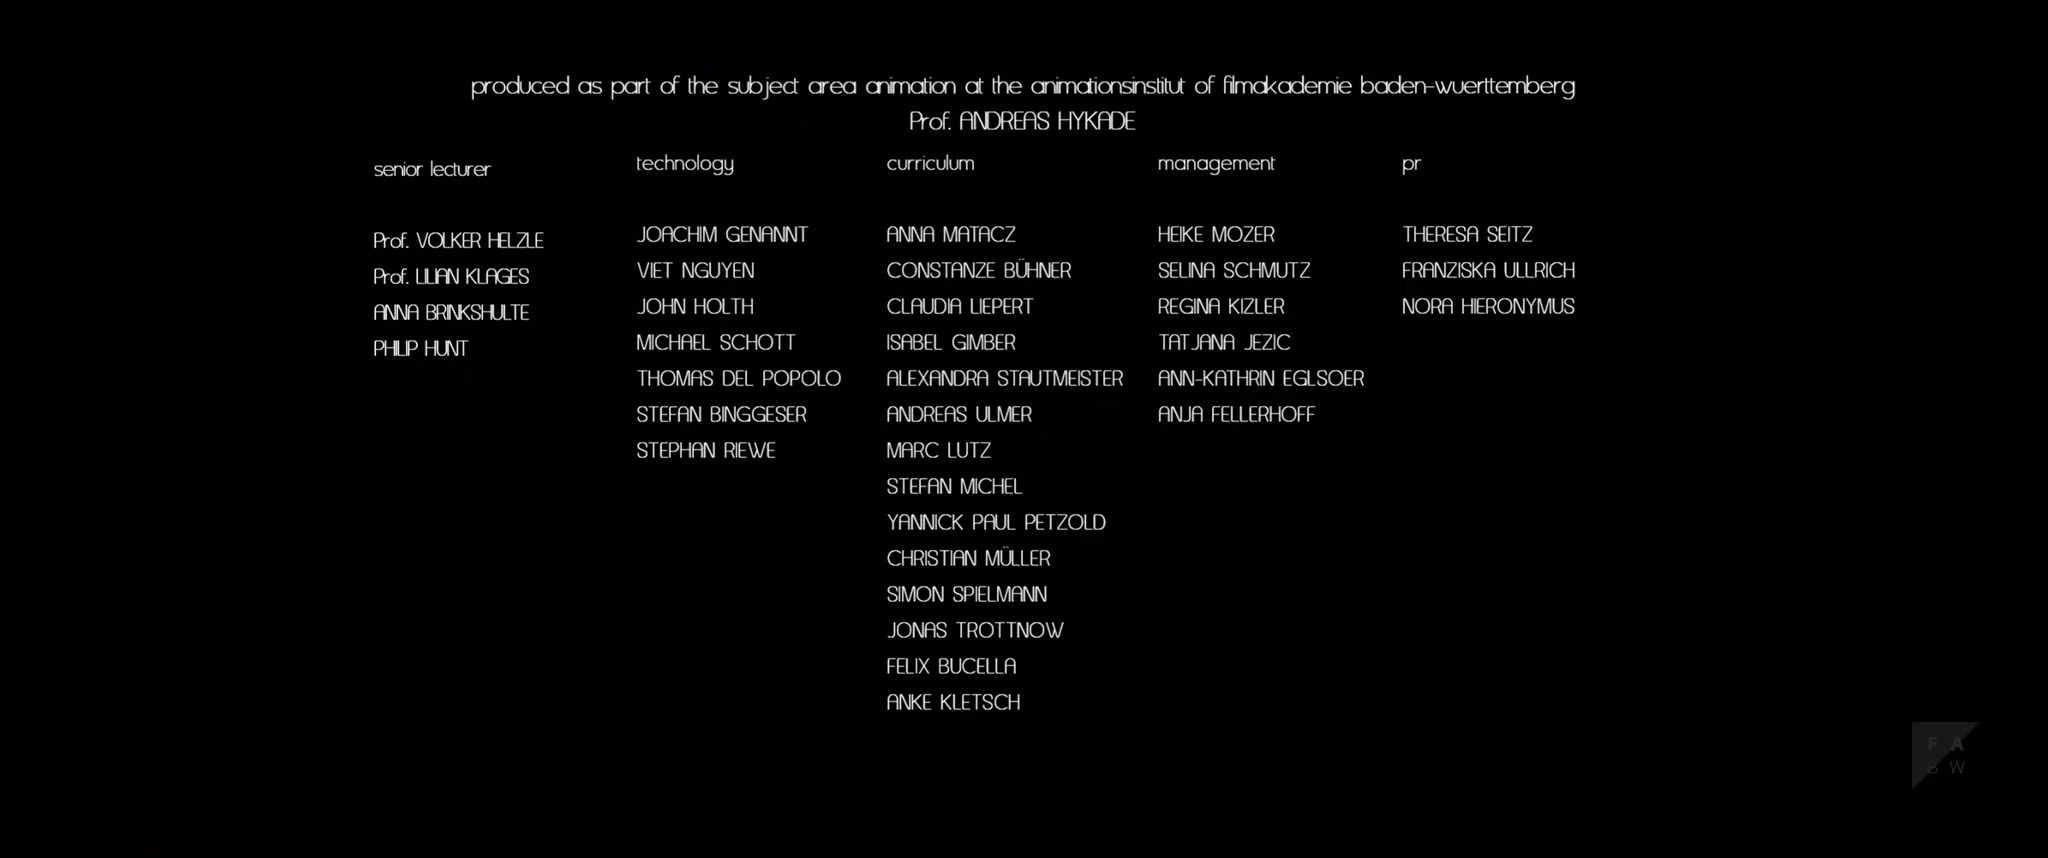 produced as part of the subject area animation at the animationsinstitut of filmakademie baden-wuerttemberg
Prof. ANDREAS HYKADE
senior lecturer
Prof. VOLKER HELZLE
Prof. LILIAN KLAGES
ANNA BRINKSHULTE
PHILIP HUNT
technology
JOACHIM GENANNT
VIET NGUYEN
JOHN HOLTH
MICHAEL SCHOTT
THOMAS DEL POPOLO
STEFAN BINGGESER
STEPHAN RIEWE
curriculum
ANNA MATACZ
CONSTANZE BÜHNER
CLAUDIA LIEPERT
ISABEL GIMBER
ALEXANDRA STAUTMEISTER
ANDREAS ULMER
MARC LUTZ
STEFAN MICHEL
YANNICK PAUL PETZOLD
CHRISTIAN MÜLLER
SIMON SPIELMANN
JONAS TROTTNOW
FELIX BUCELLA
ANKE KLETSCH
management
HEIKE MOZER
SELINA SCHMUTZ
REGINA KIZLER
TATJANA JEZIC
ANN-KATHRIN EGLSOER
ANJA FELLERHOFF
pr
THERESA SEITZ
FRANZISKA ULLRICH
NORA HIERONYMUS
F A
B W